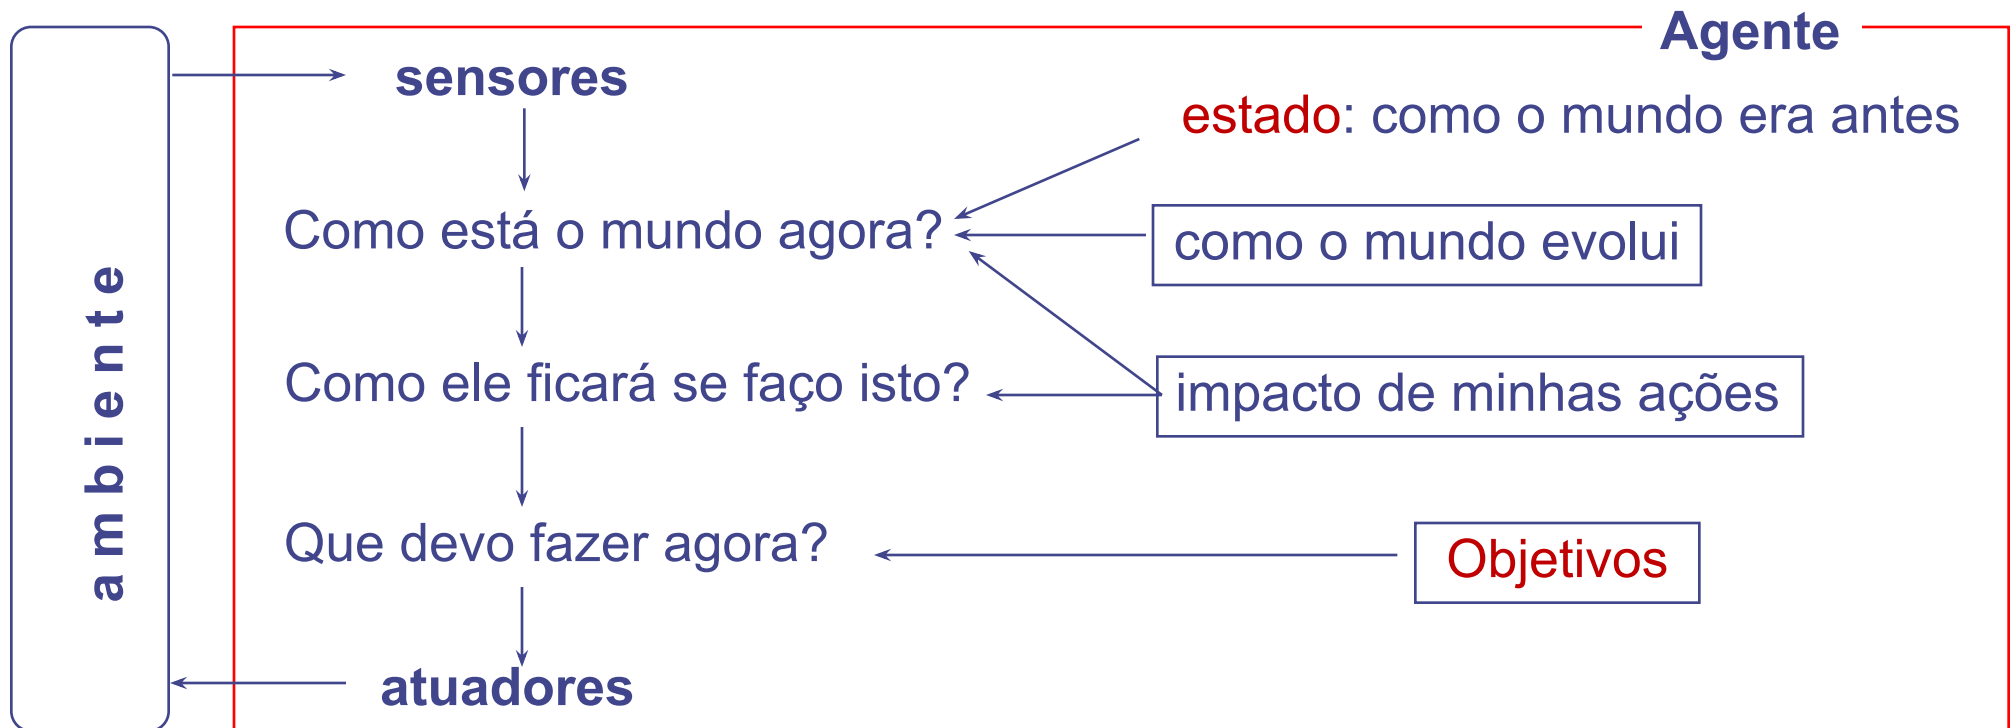 Agente
sensores
estado: como o mundo era antes
Como está o mundo agora?
como o mundo evolui
ambiente
Como ele ficará se faço isto?
impacto de minhas ações
Que devo fazer agora?
Objetivos
atuadores